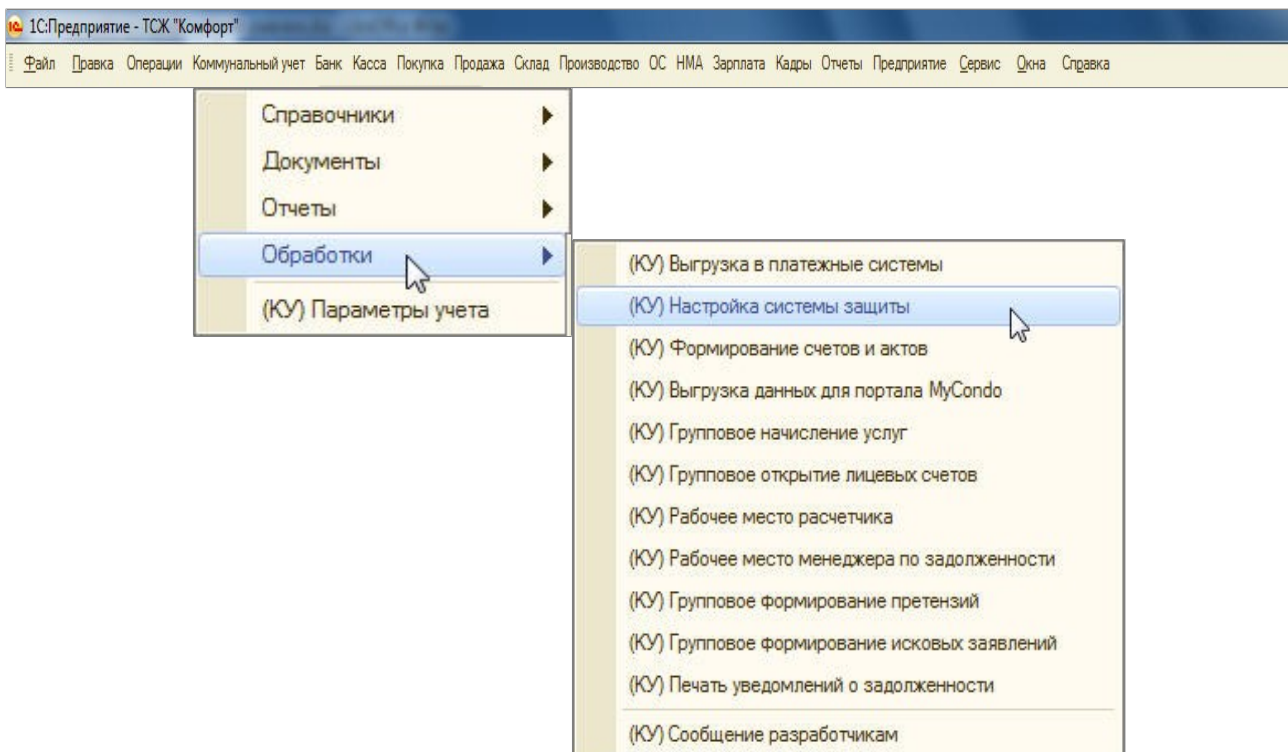 1С:Предприятие - ТСЖ "Комфорт"
Файл Правка Операции Коммунальный учет Банк Касса Покупка Продажа Склад Производство ОС НМА Зарплата Кадры Отчеты Предприятие Сервис Окна Справка
Справочники
Документы
Отчеты
Обработки
(КУ) Параметры учета
(КУ) Выгрузка в платежные системы
(КУ) Настройка системы защиты
(КУ) Формирование счетов и актов
(КУ) Выгрузка данных для портала MyCondo
(КУ) Групповое начисление услуг
(КУ) Групповое открытие лицевых счетов
(КУ) Рабочее место расчетчика
(КУ) Рабочее место менеджера по задолженности
(КУ) Групповое формирование претензий
(КУ) Групповое формирование исковых заявлений
(КУ) Печать уведомлений о задолженности
(КУ) Сообщение разработчикам